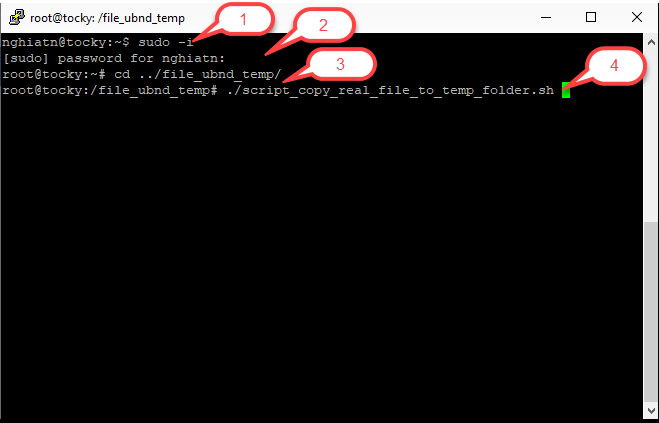 root@tocky: /file_ubnd_temp
1
2
nghiatn@tocky:~$ sudo -i
[sudo] password for nghiatn:
3
root@tocky:~# cd ../file_ubnd_temp/
4
root@tocky:/file_ubnd_temp# ./script_copy_real_file_to_temp_folder.sh